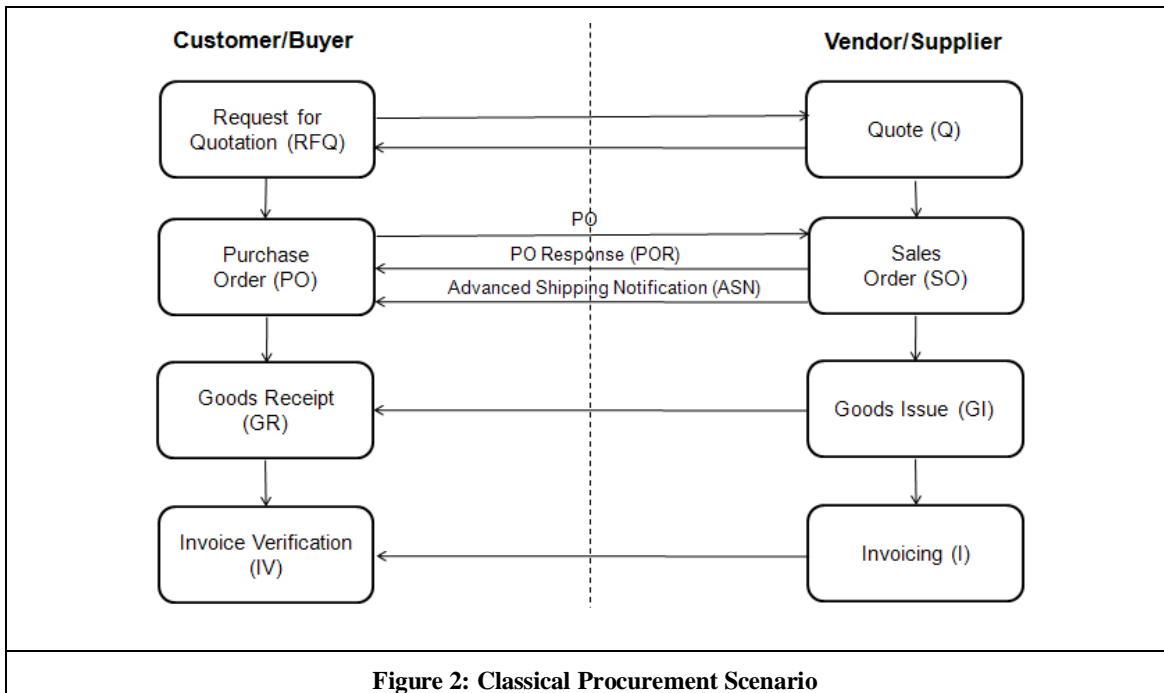 Customer/Buyer
Vendor/Supplier
Request for
Quotation (RFQ)
Quote (Q)
PO
Purchase
Order (PO)
PO Response (POR)
Sales
Order (SO)
Advanced Shipping Notification (ASN)
Goods Receipt
(GR)
Goods Issue (GI)
Invoice Verification
(IV)
Invoicing (I)
Figure 2: Classical Procurement Scenario